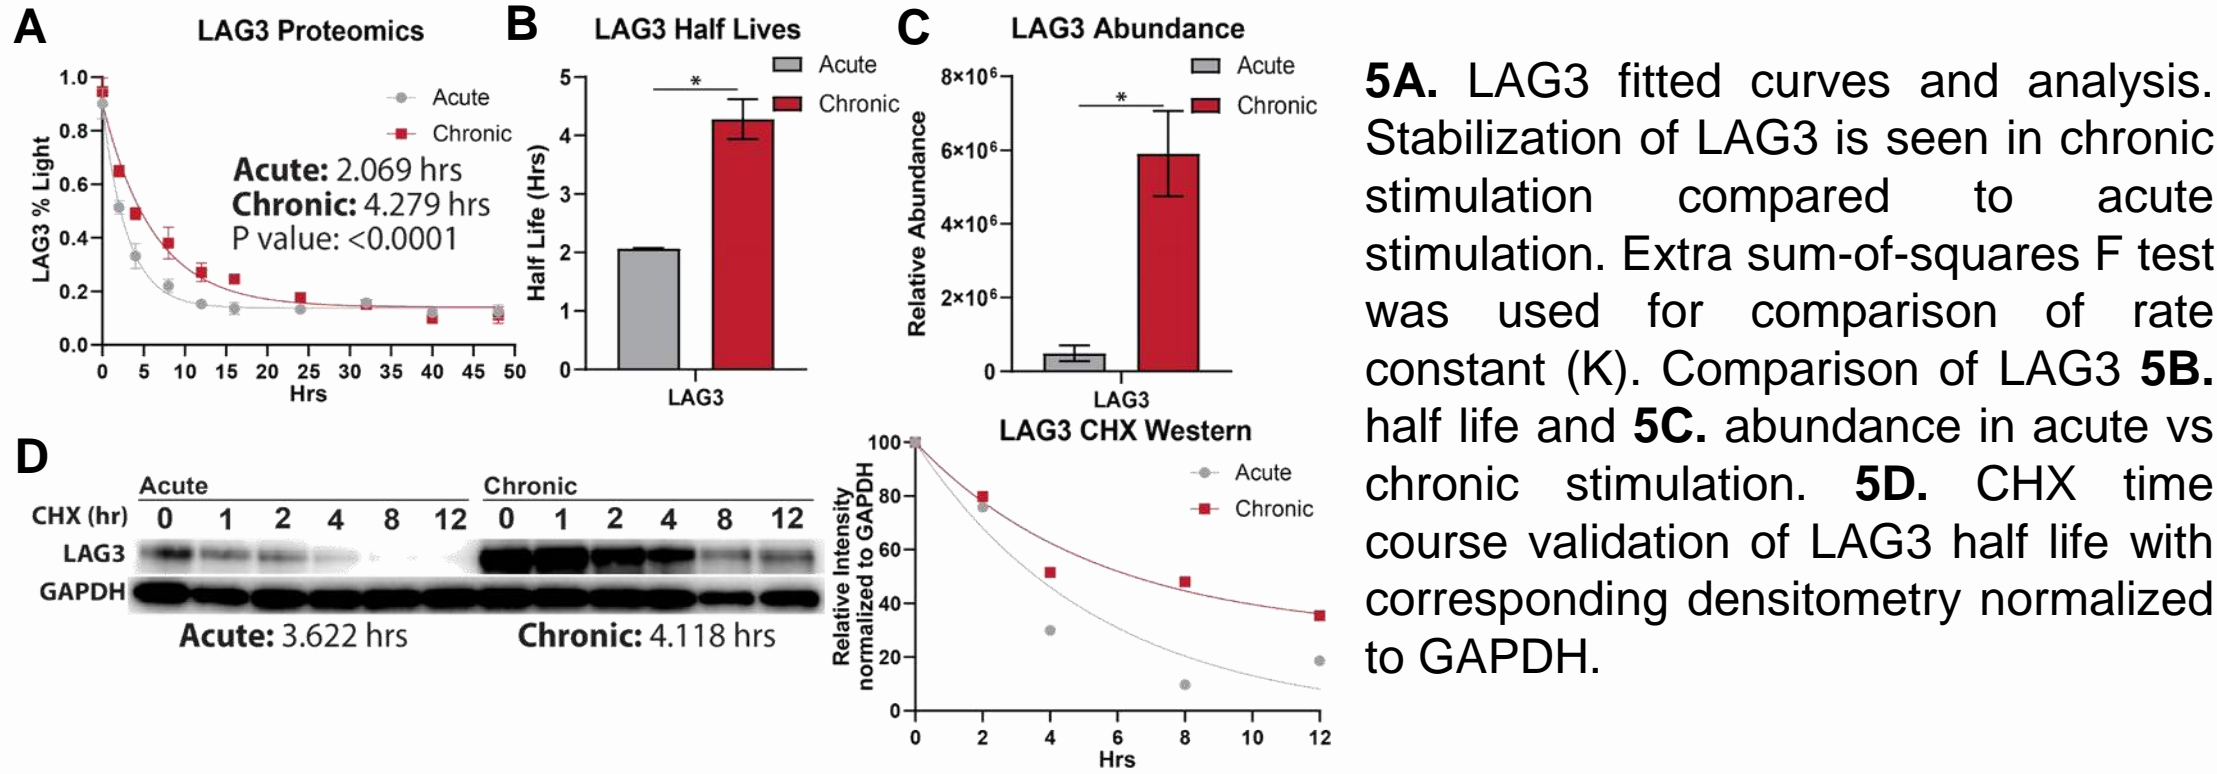 A
LAG3 Proteomics
LAG3 % Light
1.0
0.8
0.6
0.4
0.2
0.0
Acute
Chronic
Acute: 2.069 hrs
Chronic: 4.279 hrs
P value: <0.0001
0 5 10 15 20 25 30 35 40 45 50
Hrs
B
LAG3 Half Lives
Acute
Chronic
*
Half Life (Hrs)
5
4
3
2
1
0
LAG3
C
LAG3 Abundance
Acute
Chronic
*
Relative Abundance
8×10⁶
6×10⁶
4×10⁶
2×10⁶
0
LAG3
D
Acute Chronic
CHX (hr) 0 1 2 4 8 12 0 1 2 4 8 12
LAG3
GAPDH
Acute: 3.622 hrs Chronic: 4.118 hrs
LAG3 CHX Western
Acute
Chronic
Relative Intensity
normalized to GAPDH
100
80
60
40
20
0
0 2 4 6 8 10 12
Hrs
5A. LAG3 fitted curves and analysis.
Stabilization of LAG3 is seen in chronic
stimulation compared to acute
stimulation. Extra sum-of-squares F test
was used for comparison of rate
constant (K). Comparison of LAG3 5B.
half life and 5C. abundance in acute vs
chronic stimulation. 5D. CHX time
course validation of LAG3 half life with
corresponding densitometry normalized
to GAPDH.